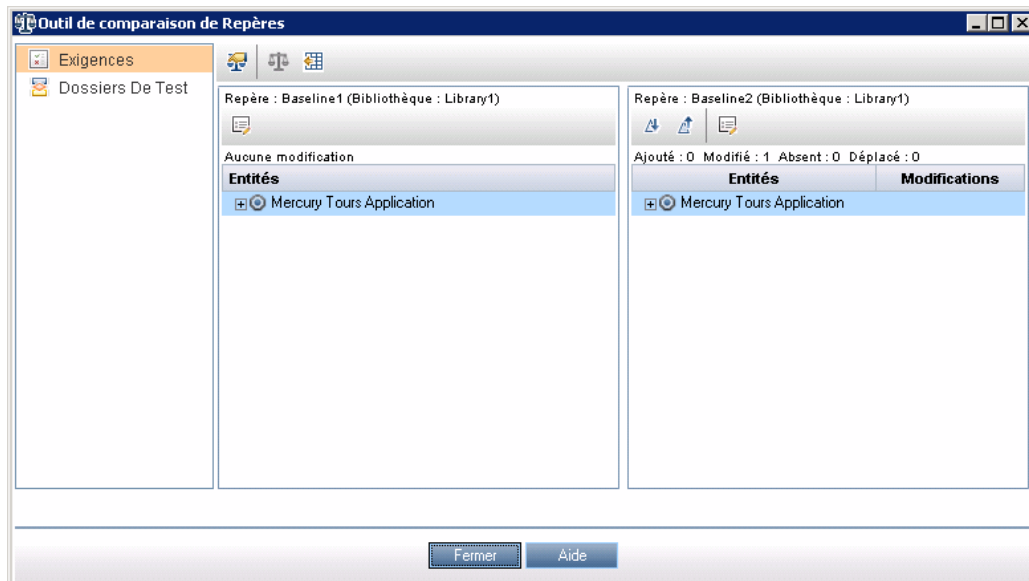 Outil de comparaison de Repères
Exigences
Dossiers De Test
Repère : Baseline1 (Bibliothèque : Library1)
Aucune modification
Entités
Mercury Tours Application
Repère : Baseline2 (Bibliothèque : Library1)
Ajouté : 0 Modifié : 1 Absent : 0 Déplacé : 0
Entités Modifications
Mercury Tours Application
Fermer Aide